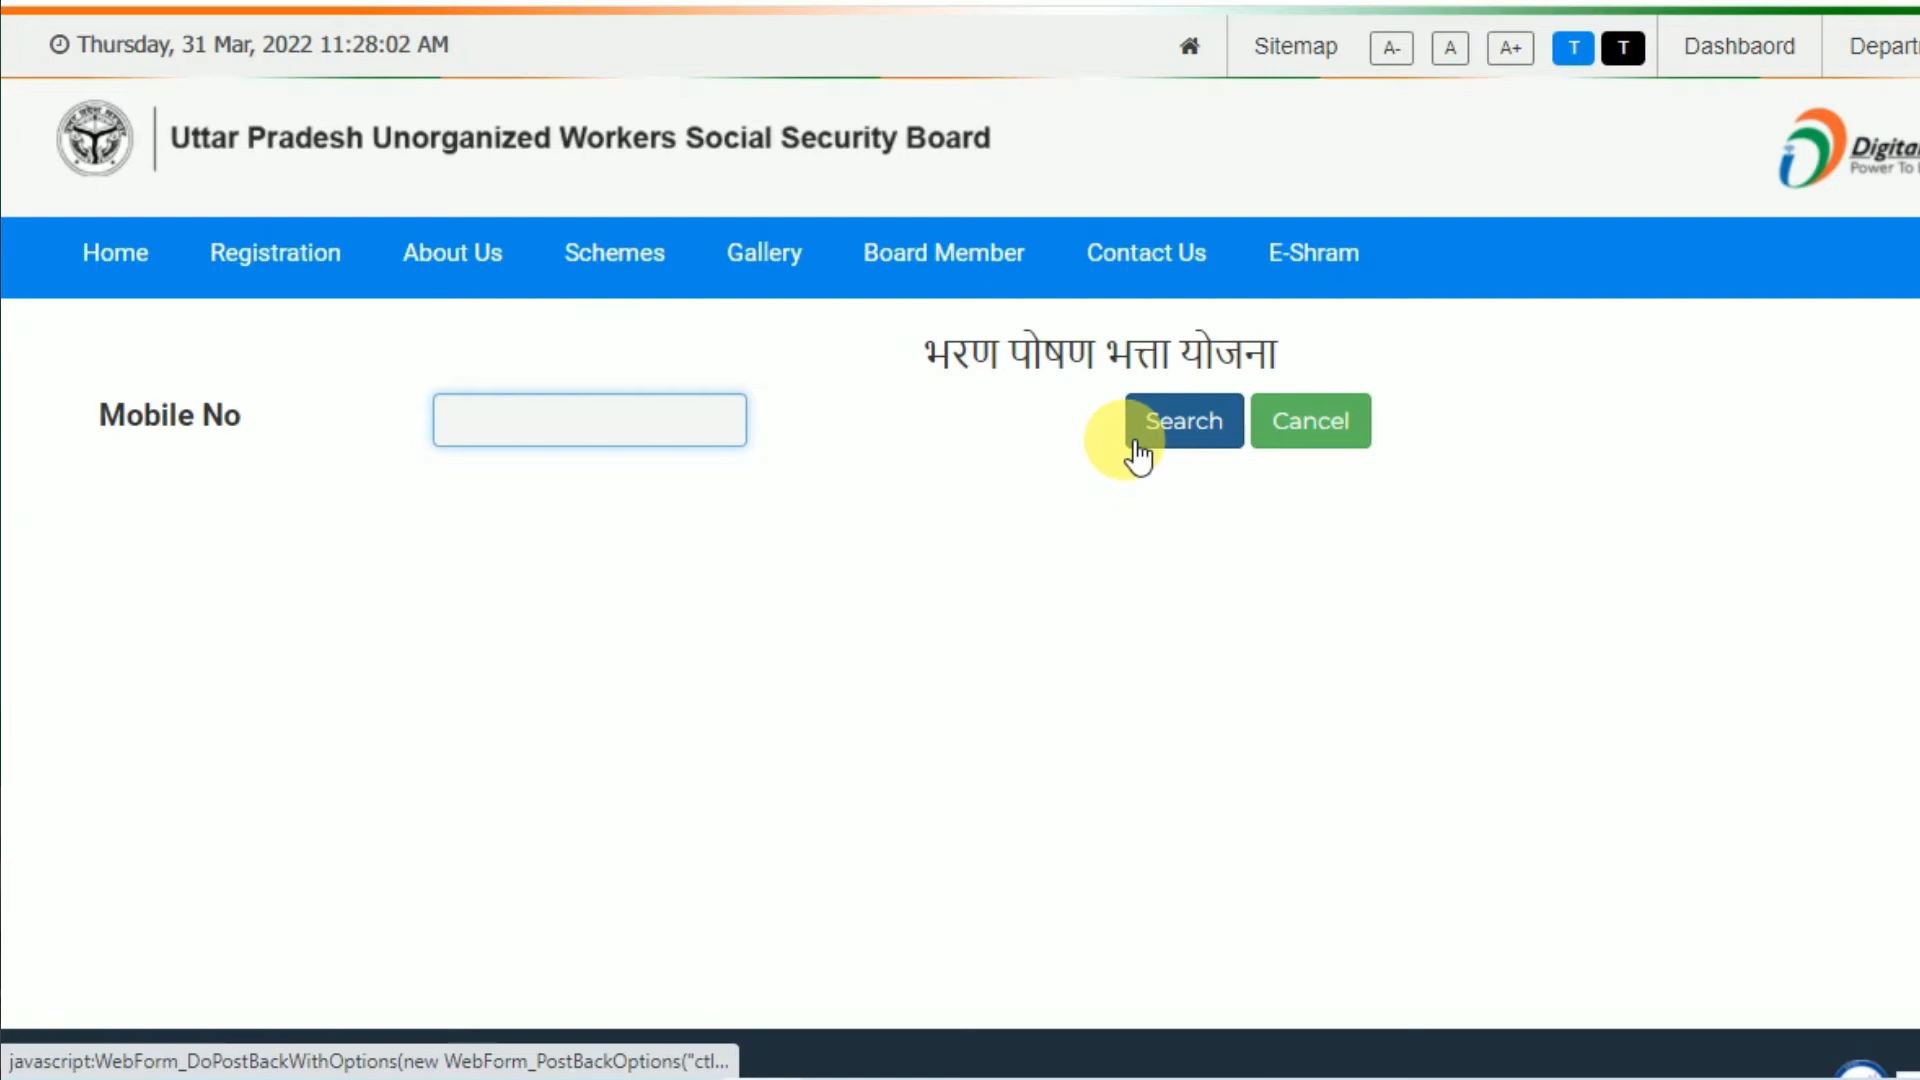 Thursday, 31 Mar, 2022 11:28:02 AM
Sitemap A- A A+ T T Dashbaord
Uttar Pradesh Unorganized Workers Social Security Board
Power To
Home Registration About Us Schemes Gallery Board Member Contact Us E-Shram
भरण पोषण भत्ता योजना
Mobile No
Search Cancel
javascript:WebForm_DoPostBackWithOptions(new WebForm_PostBackOptions("ctl...